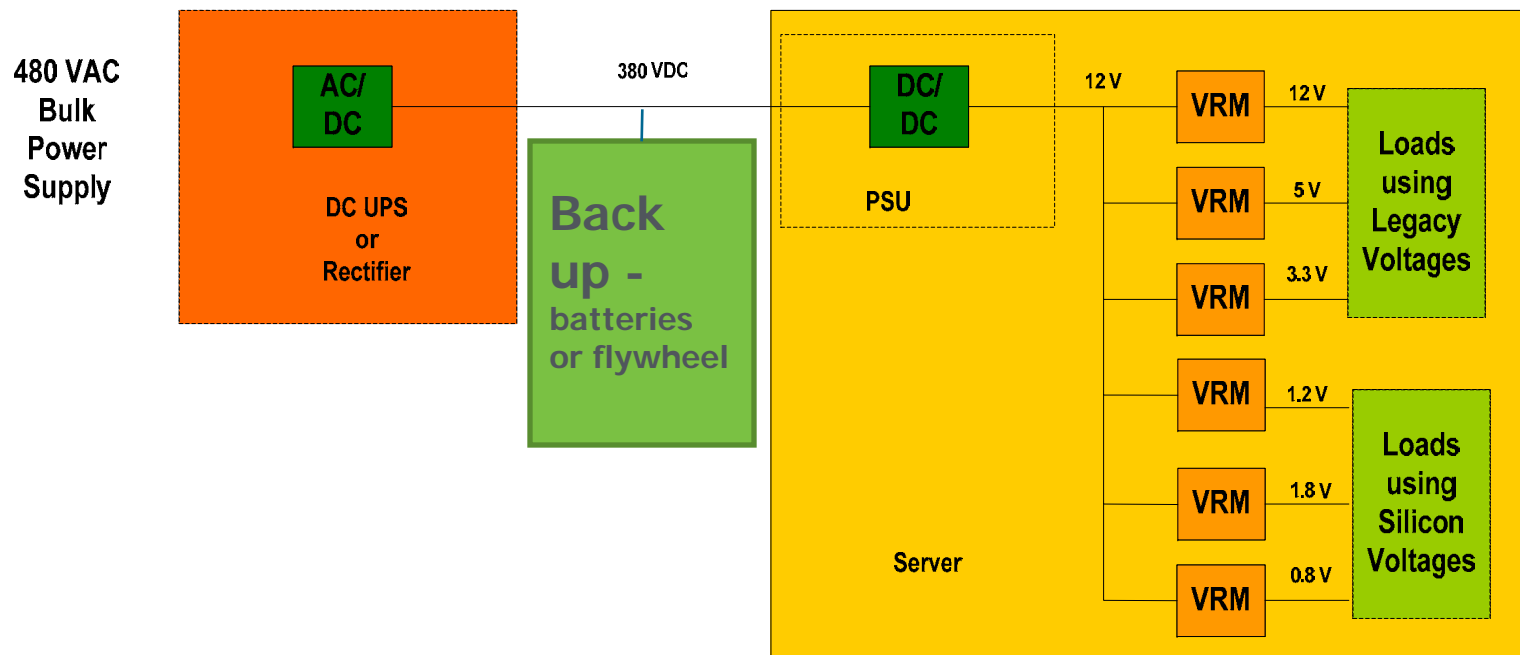 480 VAC
Bulk
Power
Supply
AC/
DC
DC UPS
or
Rectifier
380 VDC
Back
up -
batteries
or flywheel
DC/
DC
PSU
12 V
Server
VRM
12 V
VRM
5 V
VRM
3.3 V
VRM
1.2 V
VRM
1.8 V
VRM
0.8 V
Loads
using
Legacy
Voltages
Loads
using
Silicon
Voltages